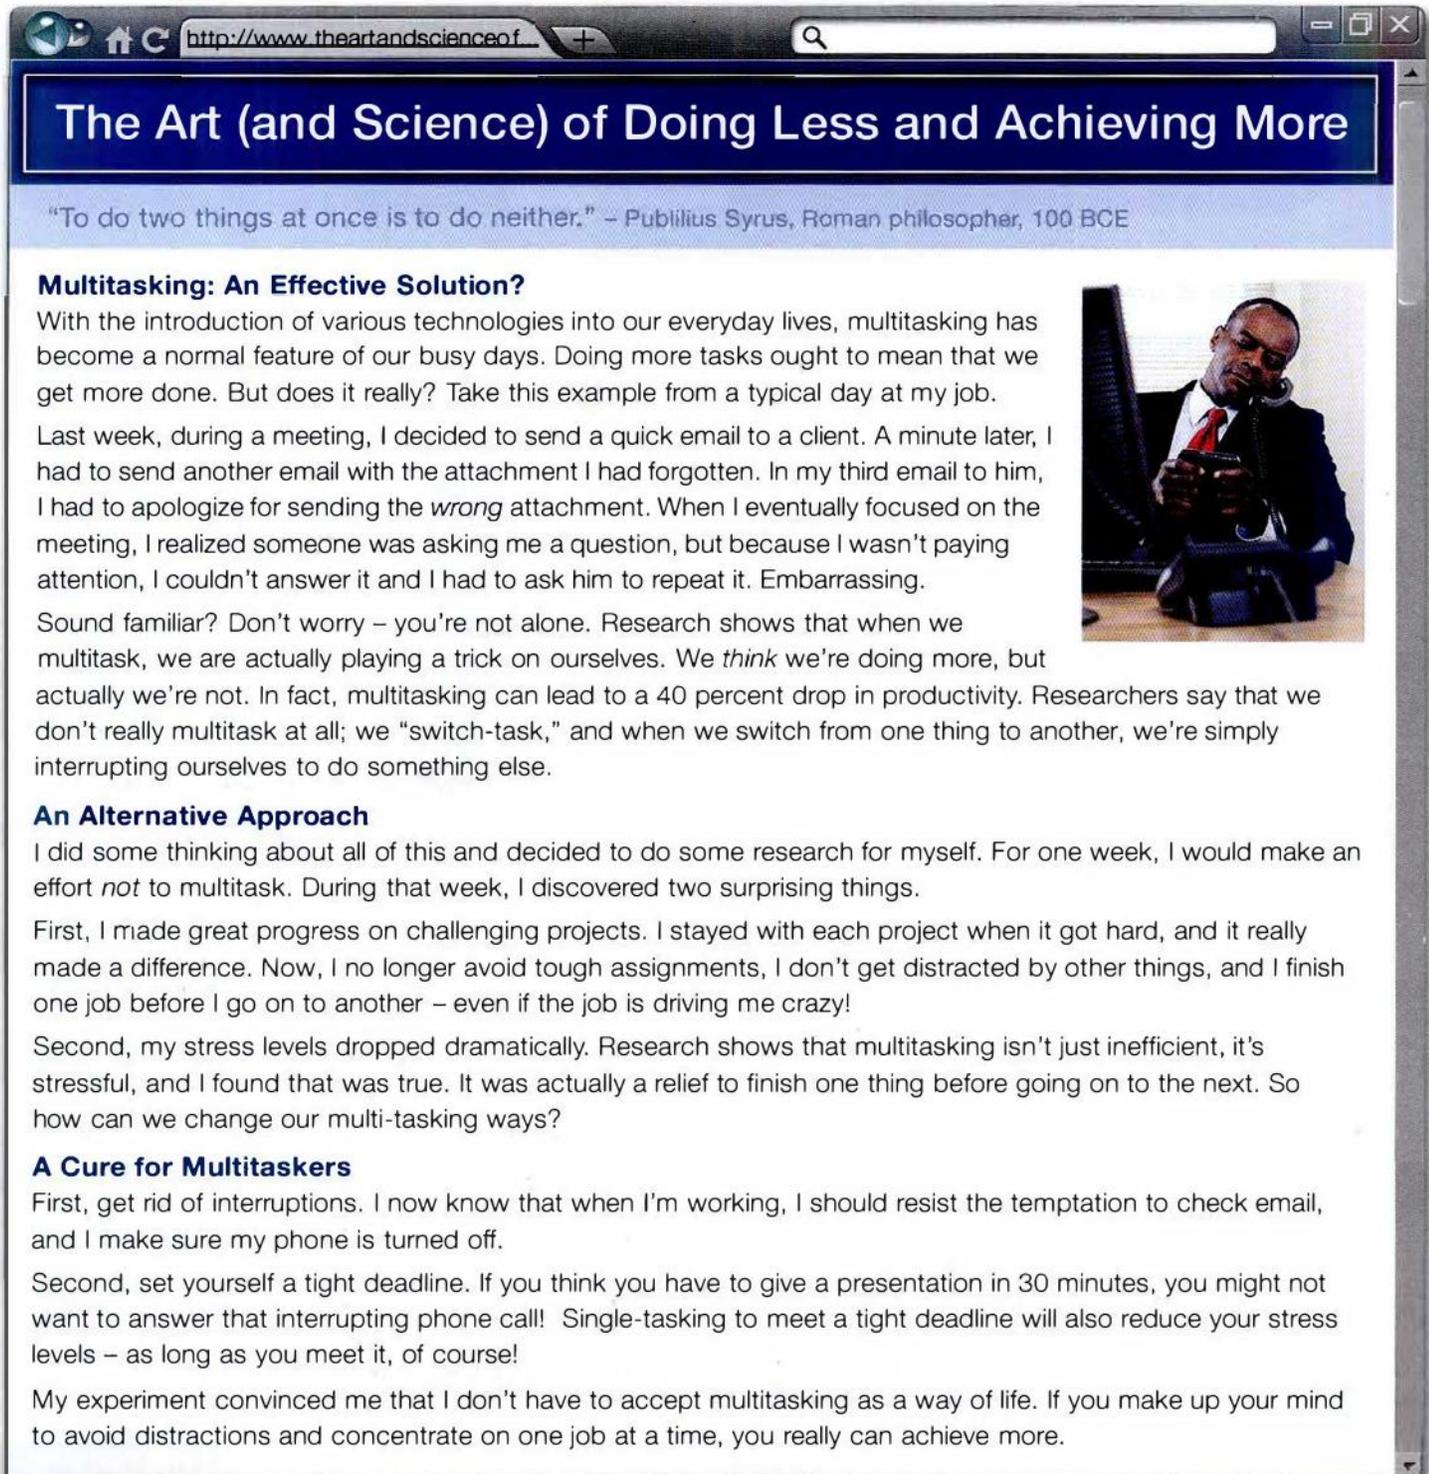 http://www.theartandscienceof...
The Art (and Science) of Doing Less and Achieving More
"To do two things at once is to do neither." – Publilius Syrus, Roman philosopher, 100 BCE
Multitasking: An Effective Solution?
With the introduction of various technologies into our everyday lives, multitasking has
become a normal feature of our busy days. Doing more tasks ought to mean that we
get more done. But does it really? Take this example from a typical day at my job.
Last week, during a meeting, I decided to send a quick email to a client. A minute later, I
had to send another email with the attachment I had forgotten. In my third email to him,
I had to apologize for sending the wrong attachment. When I eventually focused on the
meeting, I realized someone was asking me a question, but because I wasn't paying
attention, I couldn't answer it and I had to ask him to repeat it. Embarrassing.
Sound familiar? Don't worry – you're not alone. Research shows that when we
multitask, we are actually playing a trick on ourselves. We think we're doing more, but
actually we're not. In fact, multitasking can lead to a 40 percent drop in productivity. Researchers say that we
don't really multitask at all; we "switch-task," and when we switch from one thing to another, we're simply
interrupting ourselves to do something else.
An Alternative Approach
I did some thinking about all of this and decided to do some research for myself. For one week, I would make an
effort not to multitask. During that week, I discovered two surprising things.
First, I made great progress on challenging projects. I stayed with each project when it got hard, and it really
made a difference. Now, I no longer avoid tough assignments, I don't get distracted by other things, and I finish
one job before I go on to another – even if the job is driving me crazy!
Second, my stress levels dropped dramatically. Research shows that multitasking isn't just inefficient, it's
stressful, and I found that was true. It was actually a relief to finish one thing before going on to the next. So
how can we change our multi-tasking ways?
A Cure for Multitaskers
First, get rid of interruptions. I now know that when I'm working, I should resist the temptation to check email,
and I make sure my phone is turned off.
Second, set yourself a tight deadline. If you think you have to give a presentation in 30 minutes, you might not
want to answer that interrupting phone call! Single-tasking to meet a tight deadline will also reduce your stress
levels – as long as you meet it, of course!
My experiment convinced me that I don't have to accept multitasking as a way of life. If you make up your mind
to avoid distractions and concentrate on one job at a time, you really can achieve more.